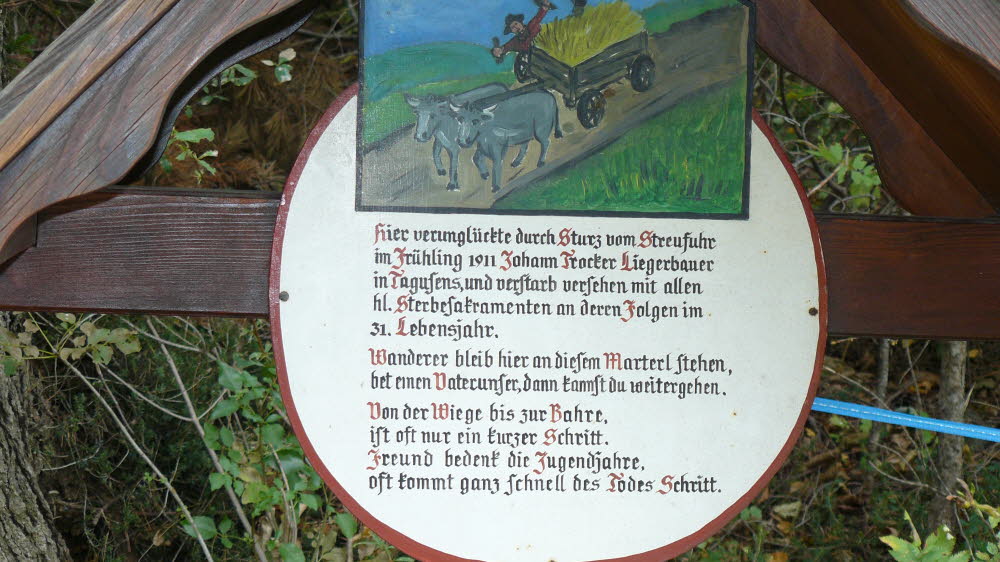 Hier verunglückte durch Sturz vom Streufuhr
im Frühling 1911 Johann Trocker Liegerbauer
in Tagusens, und verstarb versehen mit allen
hl. Sterbesakramenten an deren Folgen im
31. Lebensjahr.
Wanderer bleib hier an diesem Marterl stehen,
bet einen Vaterunser, dann kannst du weitergehen.
Von der Wiege bis zur Bahre,
ist oft nur ein kurzer Schritt.
Freund bedenk die Jugendjahre,
oft kommt ganz schnell des Todes Schritt.